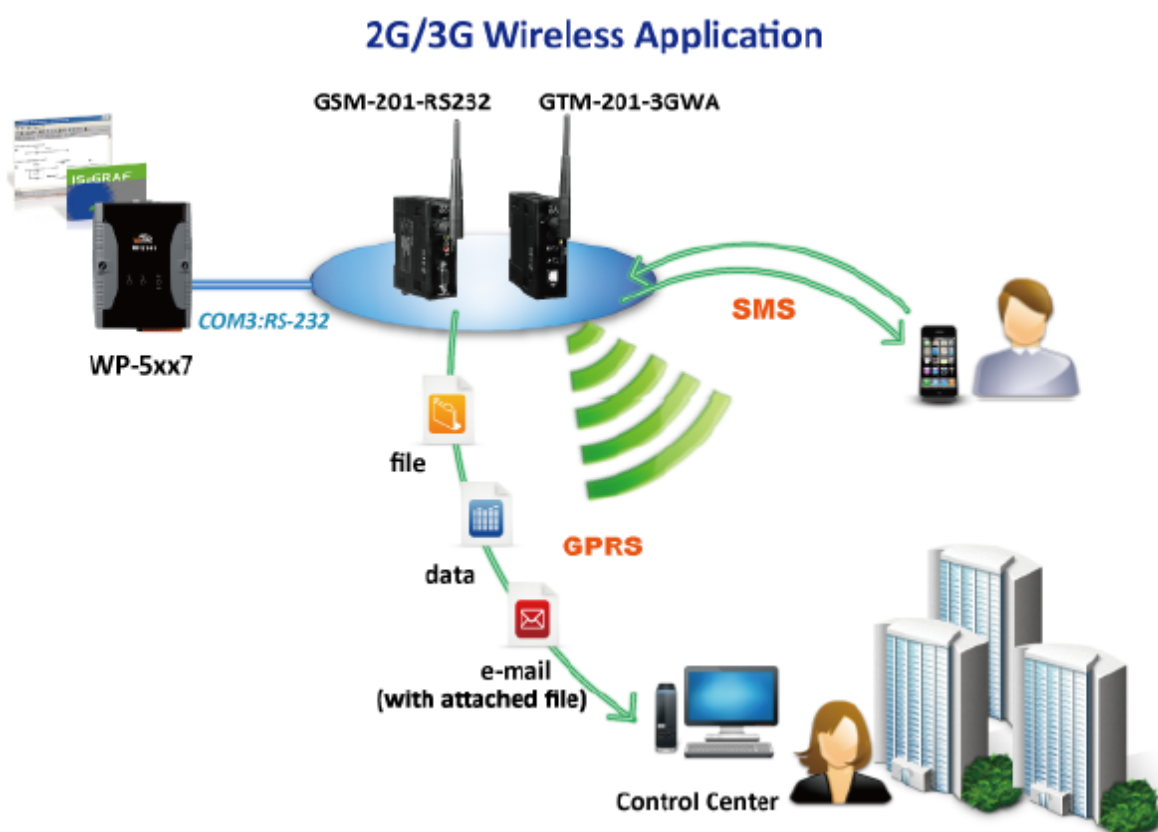 2G/3G Wireless Application
GSM-201-RS232
GTM-201-3GWA
ISaGRAF
COM3:RS-232
WP-5xx7
SMS
file
GPRS
data
e-mail
(with attached file)
Control Center